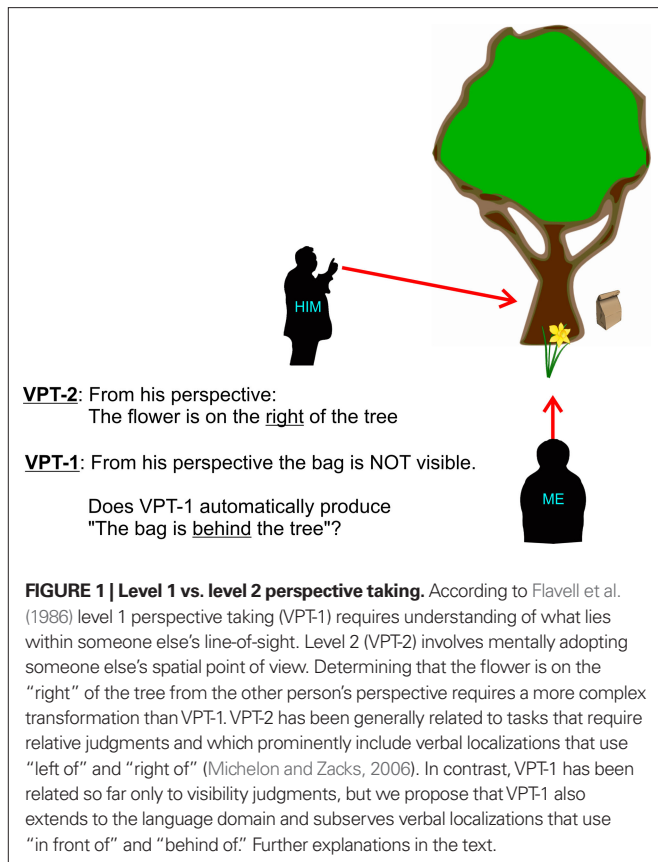 HIM
VPT-2: From his perspective:
The flower is on the right of the tree
VPT-1: From his perspective the bag is NOT visible.
Does VPT-1 automatically produce
"The bag is behind the tree"?
ME
FIGURE 1 | Level 1 vs. level 2 perspective taking. According to Flavell et al.
(1986) level 1 perspective taking (VPT-1) requires understanding of what lies
within someone else's line-of-sight. Level 2 (VPT-2) involves mentally adopting
someone else's spatial point of view. Determining that the flower is on the
“right” of the tree from the other person's perspective requires a more complex
transformation than VPT-1. VPT-2 has been generally related to tasks that require
relative judgments and which prominently include verbal localizations that use
“left of” and “right of” (Michelon and Zacks, 2006). In contrast, VPT-1 has been
related so far only to visibility judgments, but we propose that VPT-1 also
extends to the language domain and subserves verbal localizations that use
“in front of” and “behind of.” Further explanations in the text.